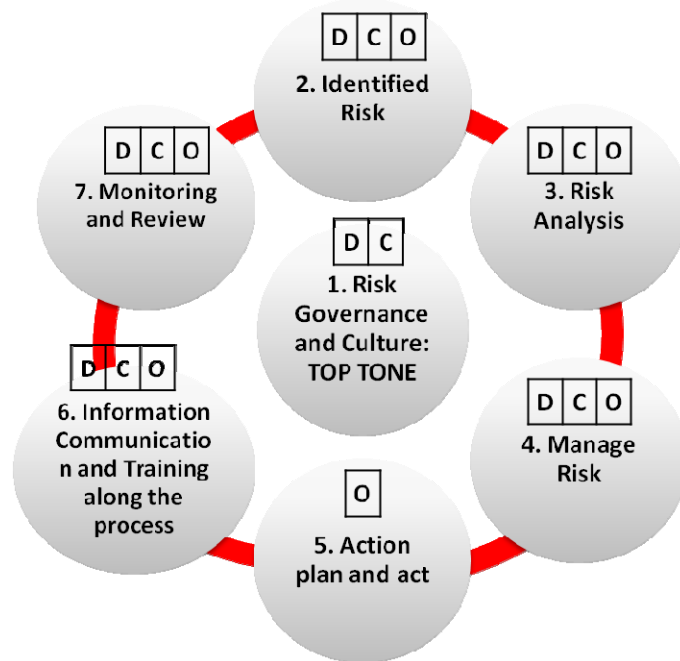 D C O
2. Identified
Risk
D C O
3. Risk
Analysis
D C O
7. Monitoring
and Review
D C
1. Risk
Governance
and Culture:
TOP TONE
D C O
4. Manage
Risk
O
5. Action
plan and act
D C O
6. Information
Communicatio
n and Training
along the
process